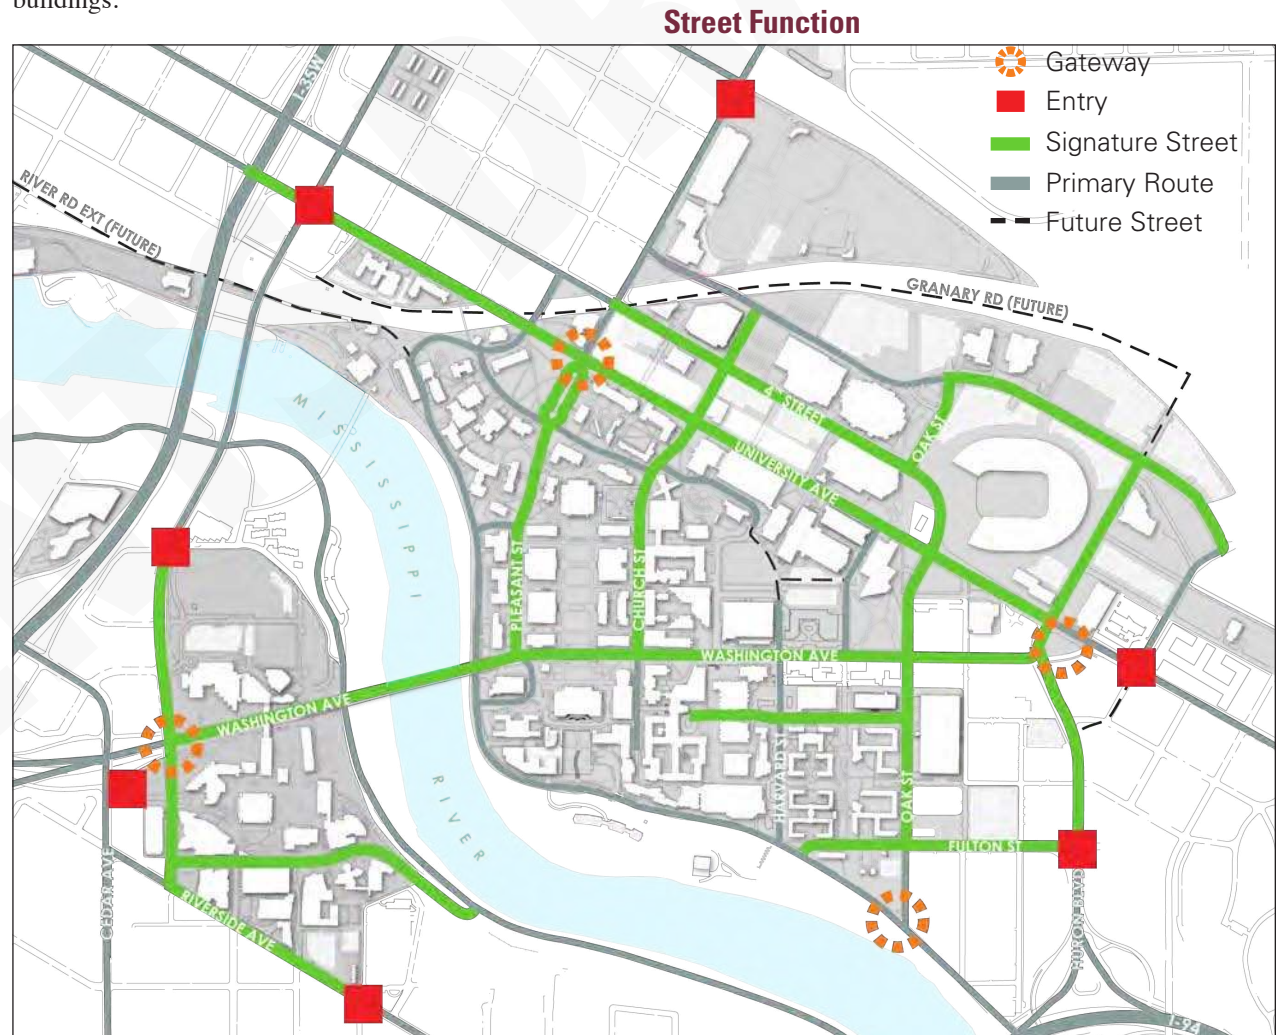 buildings.
Street Function
Gateway
Entry
Signature Street
Primary Route
Future Street
I-35W
RIVER RD EXT (FUTURE)
GRANARY RD (FUTURE)
MISSISSIPPI
4TH STREET
OAK ST
UNIVERSITY AVE
PLEASANT ST
CHURCH ST
WASHINGTON AVE
WASHINGTON AVE
RIVER
HARVARD ST
OAK ST
FULTON ST
CEDAR AVE
RIVERSIDE AVE
HURON BLVD
I-94